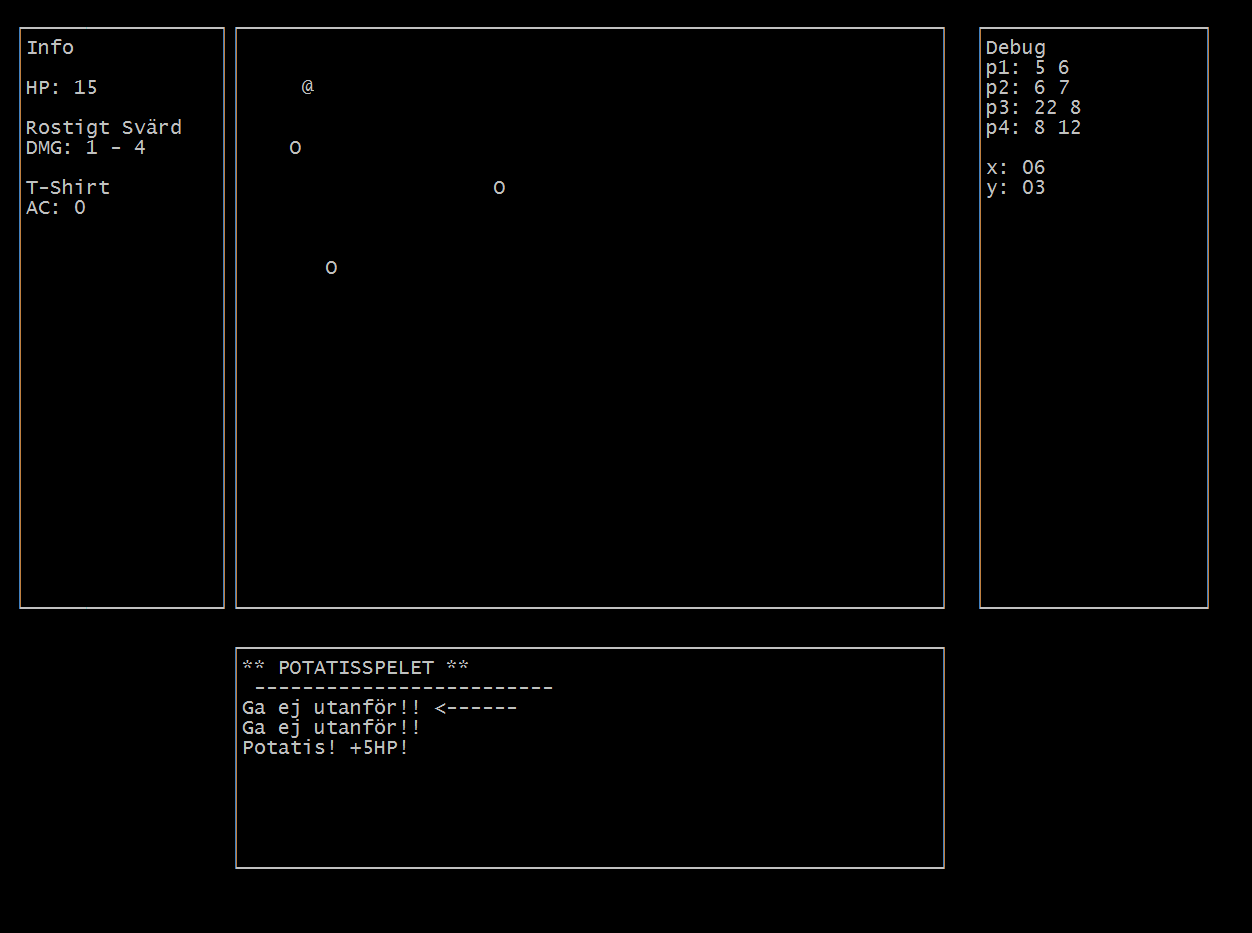 Info
HP: 15
Rostigt Svärd
DMG: 1 - 4
T-Shirt
AC: 0
@
O
O
O
Debug
p1: 5 6
p2: 6 7
p3: 22 8
p4: 8 12
x: 06
y: 03
** POTATISSPELET **
-------------------------
Ga ej utanför!! <------
Ga ej utanför!!
Potatis! +5HP!